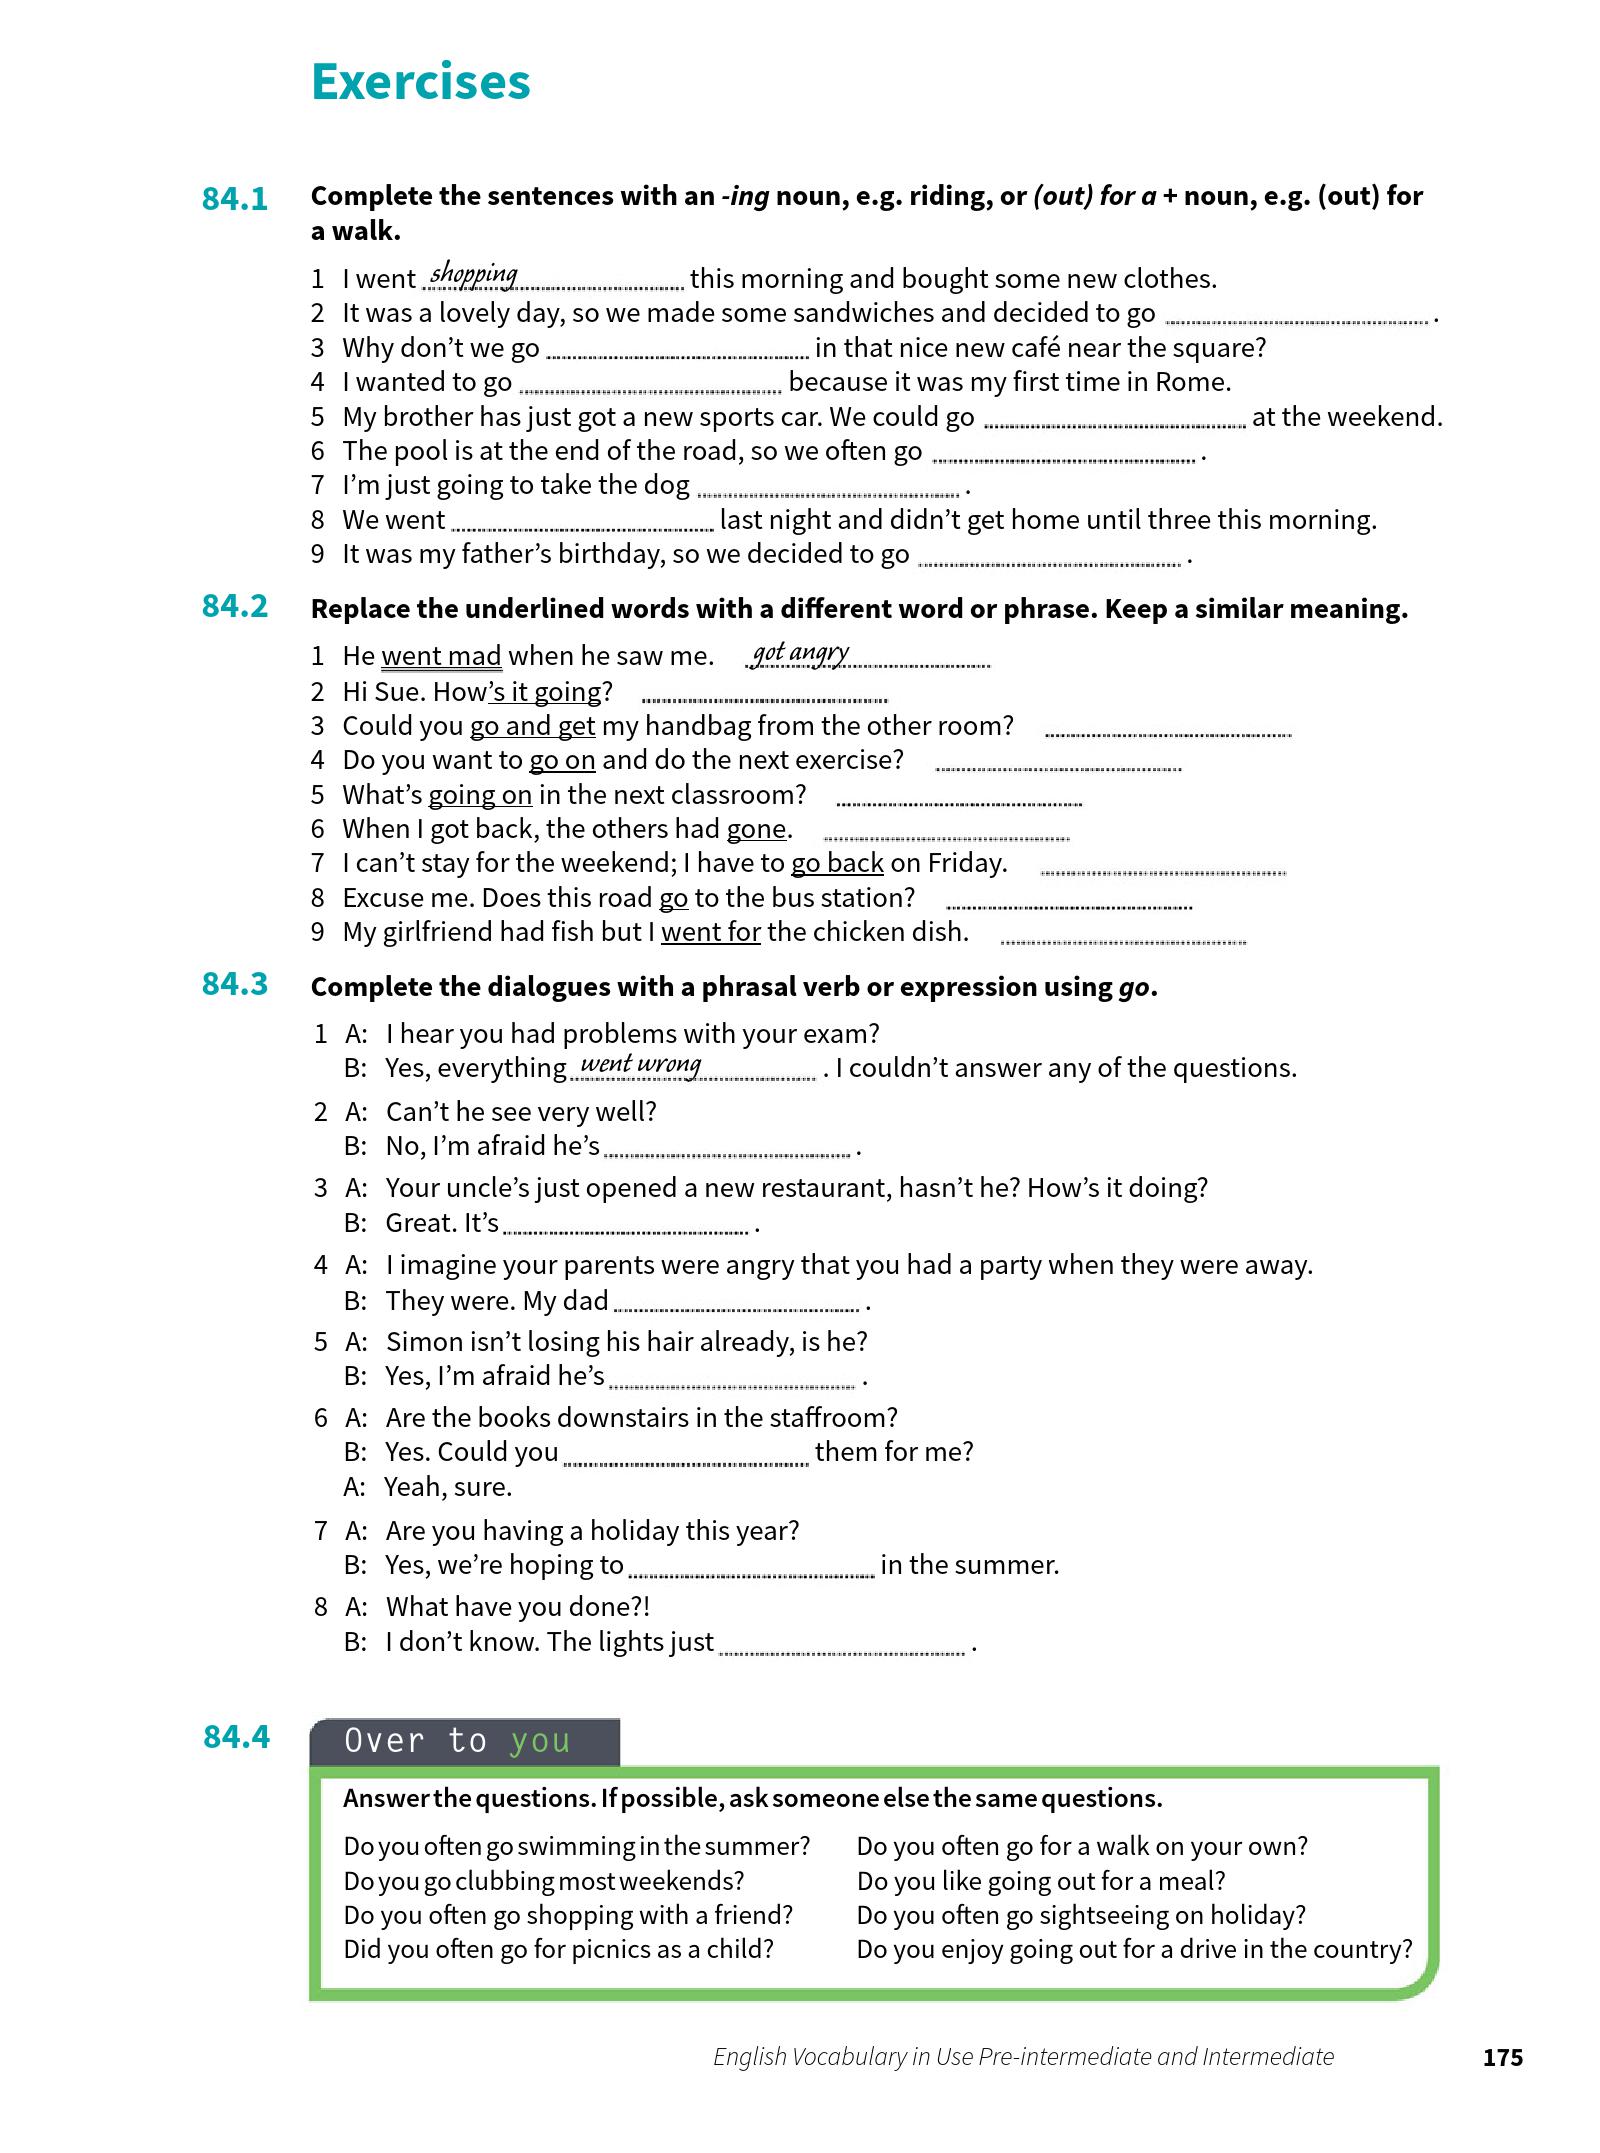 Exercises
84.1 Complete the sentences with an -ing noun, e.g. riding, or (out) for a + noun, e.g. (out) for
a walk.
1 I went shopping this morning and bought some new clothes.
2 It was a lovely day, so we made some sandwiches and decided to go .
3 Why don’t we go in that nice new café near the square?
4 I wanted to go because it was my first time in Rome.
5 My brother has just got a new sports car. We could go at the weekend.
6 The pool is at the end of the road, so we often go .
7 I’m just going to take the dog .
8 We went last night and didn’t get home until three this morning.
9 It was my father’s birthday, so we decided to go .
84.2 Replace the underlined words with a different word or phrase. Keep a similar meaning.
1 He went mad when he saw me. got angry
2 Hi Sue. How’s it going?
3 Could you go and get my handbag from the other room?
4 Do you want to go on and do the next exercise?
5 What’s going on in the next classroom?
6 When I got back, the others had gone.
7 I can’t stay for the weekend; I have to go back on Friday.
8 Excuse me. Does this road go to the bus station?
9 My girlfriend had fish but I went for the chicken dish.
84.3 Complete the dialogues with a phrasal verb or expression using go.
1 A: I hear you had problems with your exam?
B: Yes, everything went wrong . I couldn’t answer any of the questions.
2 A: Can’t he see very well?
B: No, I’m afraid he’s .
3 A: Your uncle’s just opened a new restaurant, hasn’t he? How’s it doing?
B: Great. It’s .
4 A: I imagine your parents were angry that you had a party when they were away.
B: They were. My dad .
5 A: Simon isn’t losing his hair already, is he?
B: Yes, I’m afraid he’s .
6 A: Are the books downstairs in the staffroom?
B: Yes. Could you them for me?
A: Yeah, sure.
7 A: Are you having a holiday this year?
B: Yes, we’re hoping to in the summer.
8 A: What have you done?!
B: I don’t know. The lights just .
84.4 Over to you
Answer the questions. If possible, ask someone else the same questions.
Do you often go swimming in the summer? Do you often go for a walk on your own?
Do you go clubbing most weekends? Do you like going out for a meal?
Do you often go shopping with a friend? Do you often go sightseeing on holiday?
Did you often go for picnics as a child? Do you enjoy going out for a drive in the country?
English Vocabulary in Use Pre-intermediate and Intermediate 175